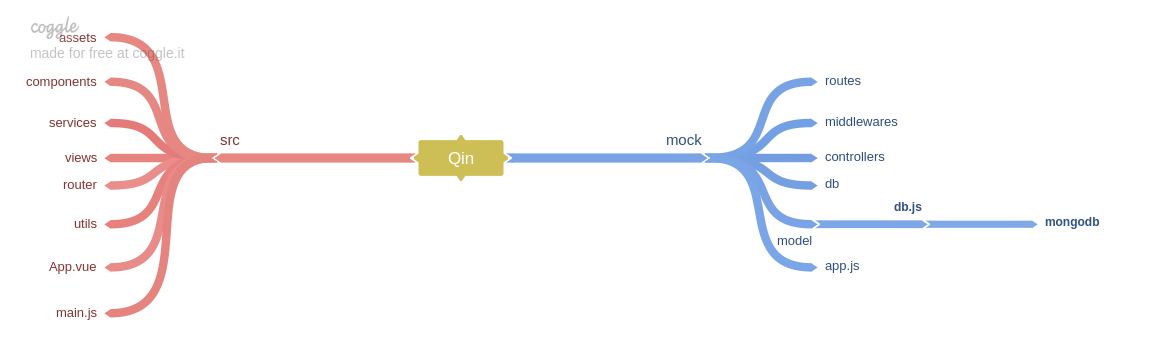 coggle
made for free at coggle.it
assets
components
services
views
router
utils
App.vue
main.js
src
Qin
mock
routes
middlewares
controllers
db
model
db.js
mongodb
app.js